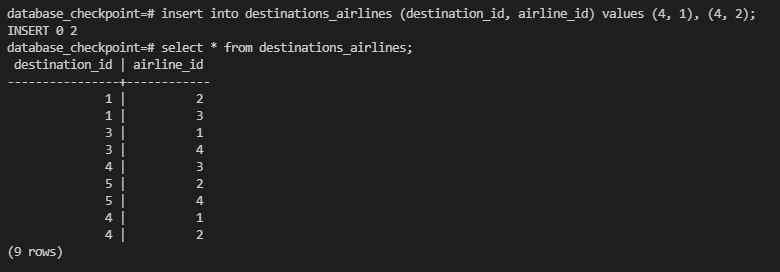 database_checkpoint=# insert into destinations_airlines (destination_id, airline_id) values (4, 1), (4, 2);
INSERT 0 2
database_checkpoint=# select * from destinations_airlines;
 destination_id | airline_id
----------------+------------
              1 |          2
              1 |          3
              3 |          1
              3 |          4
              4 |          3
              5 |          2
              5 |          4
              4 |          1
              4 |          2
(9 rows)